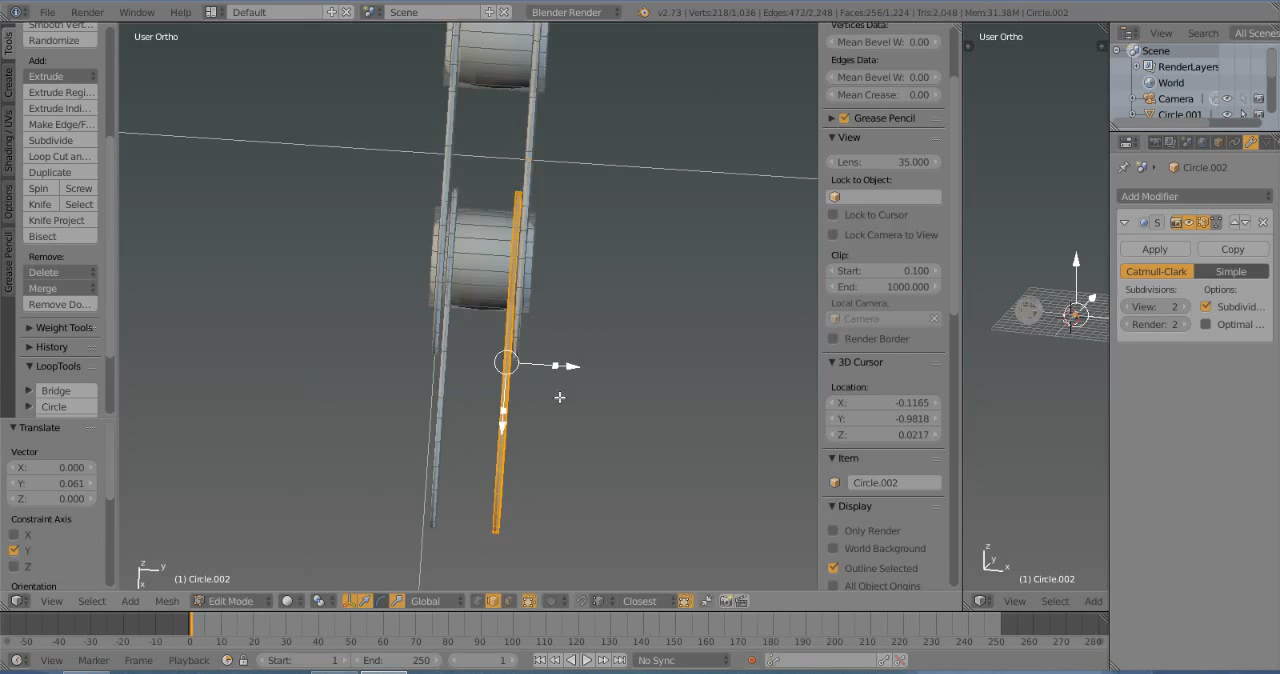 File Render Window Help Default Scene Blender Render v2.73 | Verts:218/1,036 | Edges:472/2,248 | Faces:256/1,224 | Tris:2,048 | Mem:31.38M | Circle.002
Tools
Create
Shading / UVs
Options
Grease Pencil
Smooth Vert...
Randomize
Add:
Extrude
Extrude Regi...
Extrude Indi...
Make Edge/F...
Subdivide
Loop Cut an...
Duplicate
Spin Screw
Knife Select
Knife Project
Bisect
Remove:
Delete
Merge
Remove Do...
Weight Tools
History
LoopTools
Bridge
Circle
Translate
Vector
X: 0.000
Y: 0.061
Z: 0.000
Constraint Axis
X
Y
Z
Orientation
User Ortho
z
y
x
(1) Circle.002
Vertices Data:
Mean Bevel W: 0.00
Edges Data:
Mean Bevel W: 0.00
Mean Crease: 0.00
Grease Pencil
View
Lens: 35.000
Lock to Object:
Lock to Cursor
Lock Camera to View
Clip:
Start: 0.100
End: 1000.000
Local Camera:
Camera
Render Border
3D Cursor
Location:
X: -0.1165
Y: -0.9818
Z: 0.0217
Item
Circle.002
Display
Only Render
World Background
Outline Selected
All Object Origins
User Ortho
z
y
x
(1) Circle.002
View Search All Scenes
Scene
RenderLayers
World
Camera
Circle.001
Circle.002
Add Modifier
S
Apply Copy
Catmull-Clark Simple
Subdivisions: Options:
View: 2 Subdivid...
Render: 2 Optimal ...
View Select Add Mesh Edit Mode Global Closest
View Select Add
-50 -40 -30 -20 -10 0 10 20 30 40 50 60 70 80 90 100 110 120 130 140 150 160 170 180 190 200 210 220 230 240 250 260 270 280
View Marker Frame Playback Start: 1 End: 250 1 No Sync